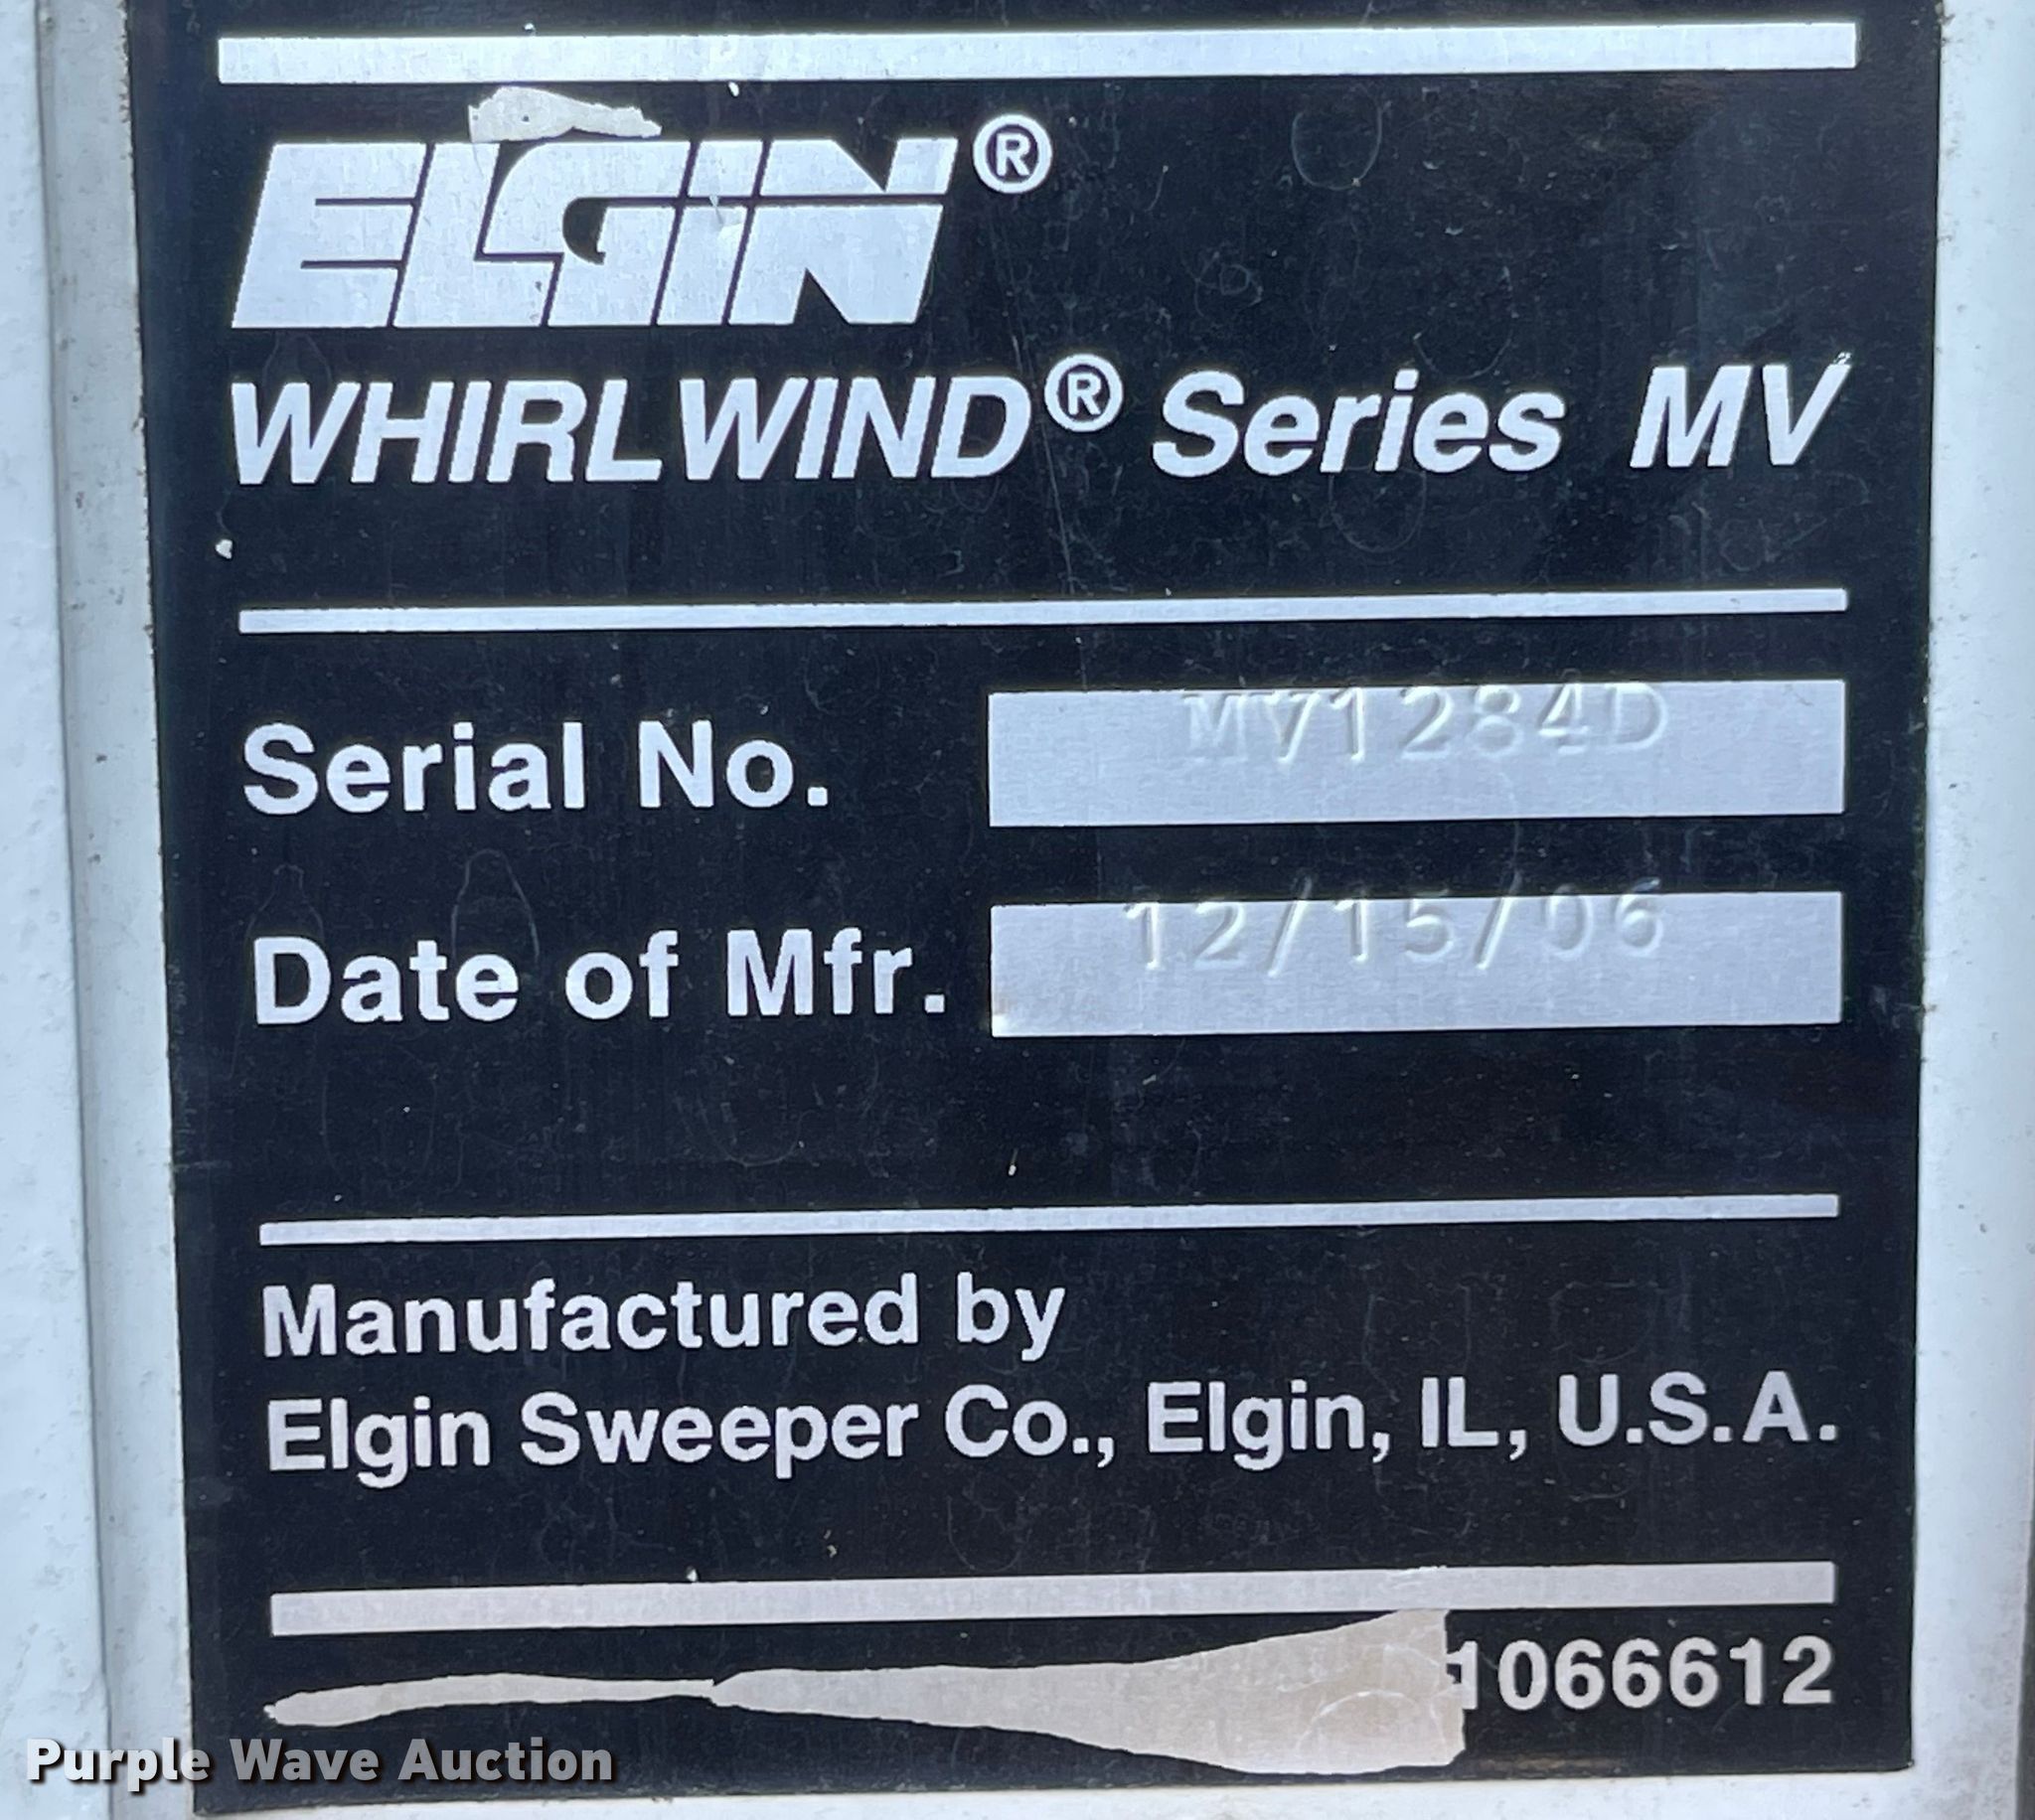 ELGiN®
WHIRLWIND® Series MV
Serial No. MV1284D
Date of Mfr. 12/15/06
Manufactured by
Elgin Sweeper Co., Elgin, IL, U.S.A.
1066612
Purple Wave Auction